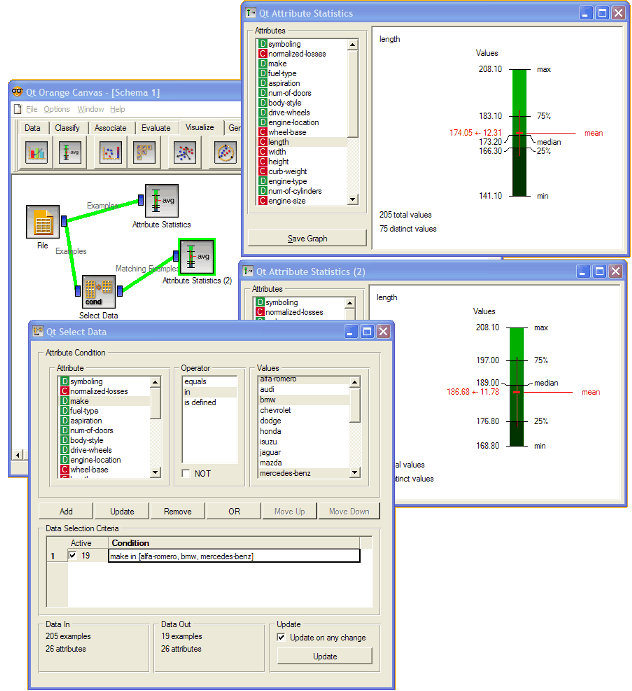 Qt Attribute Statistics
Attributes
D symboling
C normalized-losses
D make
D fuel-type
D aspiration
D num-of-doors
D body-style
D drive-wheels
D engine-location
C wheel-base
C length
C width
C height
C curb-weight
D engine-type
D num-of-cylinders
C engine-size
Save Graph
length
Values
208.10 max
183.10 75%
174.05 +- 12.31 mean
173.20 median
166.30 25%
141.10 min
205 total values
75 distinct values
Qt Orange Canvas - [Schema 1]
File Options Window Help
Data Classify Associate Evaluate Visualize
avg
Examples
avg
Attribute Statistics
File
Examples
Matching Examples
avg
Attribute Statistics (2)
cond
Select Data
Qt Attribute Statistics (2)
Attributes
D symboling
C normalized-losses
length
Values
208.10 max
197.00 75%
189.00 median
186.68 +- 11.78 mean
176.80 25%
168.80 min
al values
tinct values
Qt Select Data
Attribute Condition
Attribute
D symboling
C normalized-losses
D make
D fuel-type
D aspiration
D num-of-doors
D body-style
D drive-wheels
D engine-location
C wheel-base
Operator
equals
in
is defined
NOT
Values
alfa-romero
audi
bmw
chevrolet
dodge
honda
isuzu
jaguar
mazda
mercedes-benz
Add Update Remove OR Move Up Move Down
Data Selection Criteria
Active Condition
1 19 make in [alfa-romero, bmw, mercedes-benz]
Data In
205 examples
26 attributes
Data Out
19 examples
26 attributes
Update
Update on any change
Update